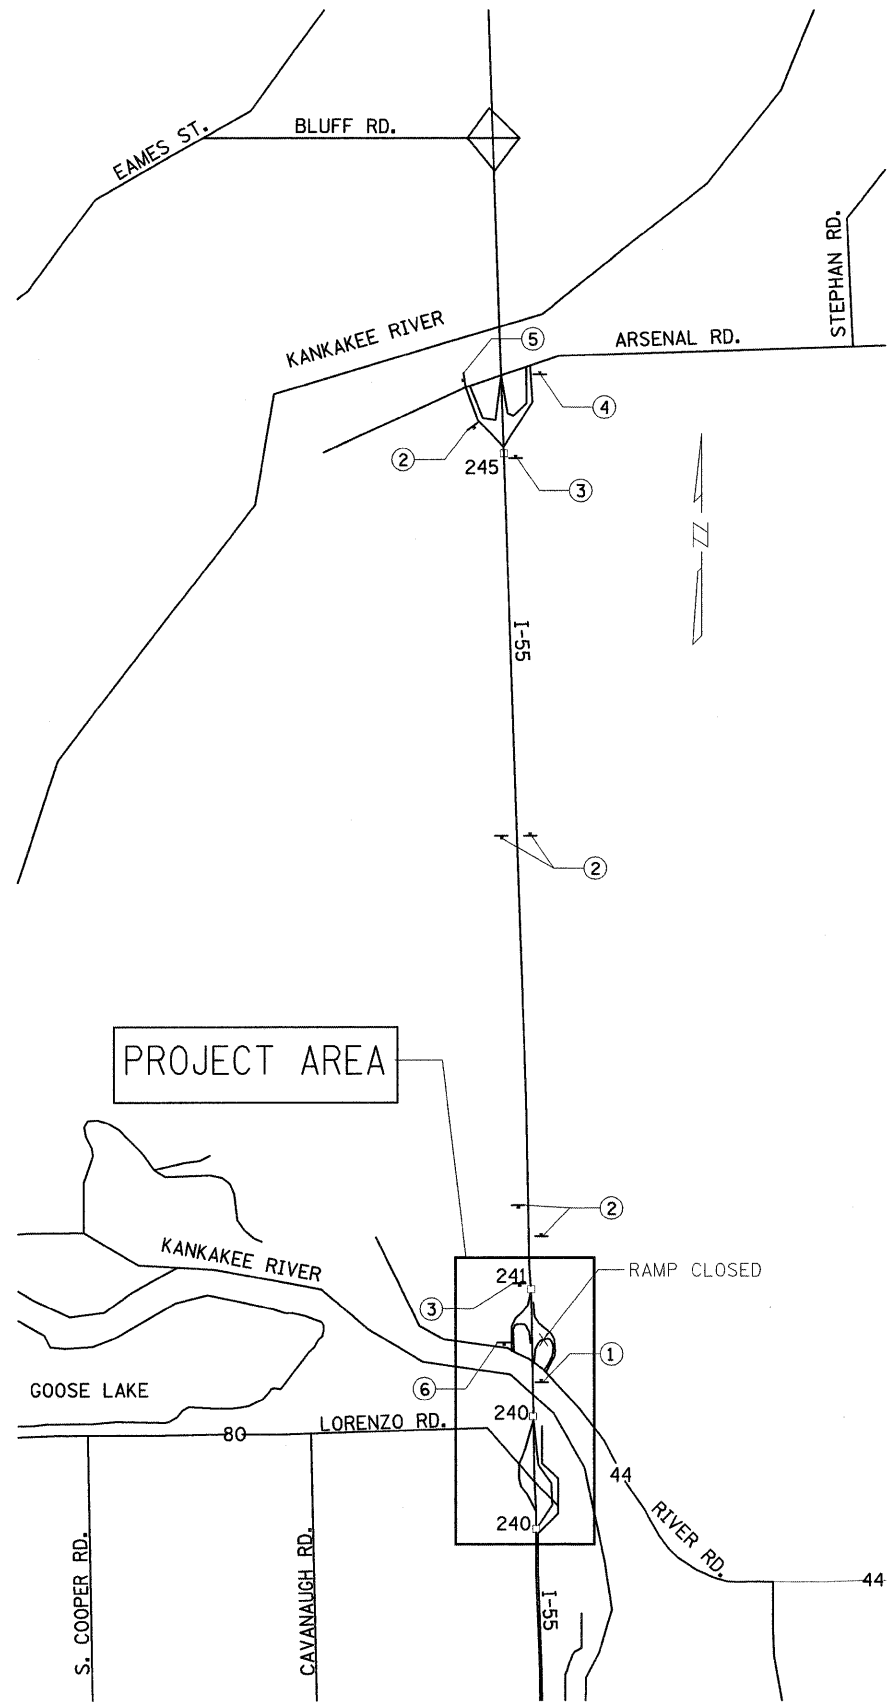 BLUFF RD.
EAMES ST.
STEPHAN RD.
KANKAKEE RIVER
5
ARSENAL RD.
4
2
245
3
N
I-55
2
PROJECT AREA
2
KANKAKEE RIVER
241
RAMP CLOSED
3
1
6
GOOSE LAKE
240
LORENZO RD.
80
44
240
RIVER RD.
S. COOPER RD.
CAVANAUGH RD.
I-55
44